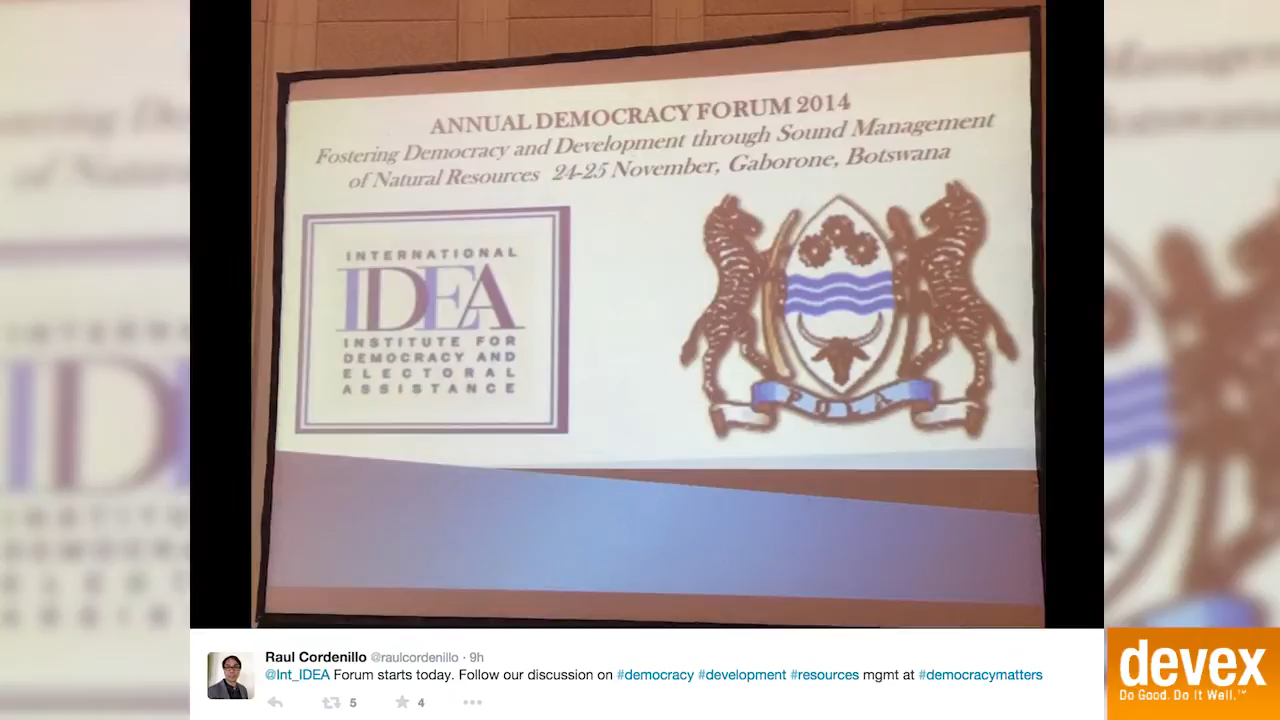 ANNUAL DEMOCRACY FORUM 2014
Fostering Democracy and Development through Sound Management
of Natural Resources 24-25 November, Gaborone, Botswana
INTERNATIONAL
IDEA
INSTITUTE FOR
DEMOCRACY AND
ELECTORAL
ASSISTANCE
PULA
Raul Cordenillo @raulcordenillo · 9h
@Int_IDEA Forum starts today. Follow our discussion on #democracy #development #resources mgmt at #democracymatters
5
4
devex
Do Good. Do It Well.™